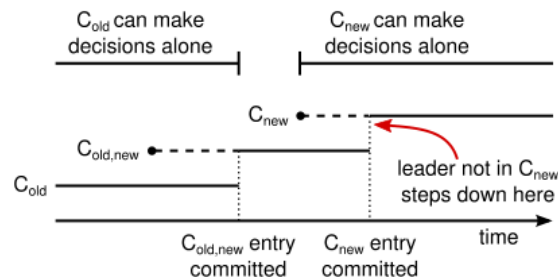 C_old can make
decisions alone
C_new can make
decisions alone
C_new
C_old,new
leader not in C_new
steps down here
C_old
time
C_old,new entry
committed
C_new entry
committed